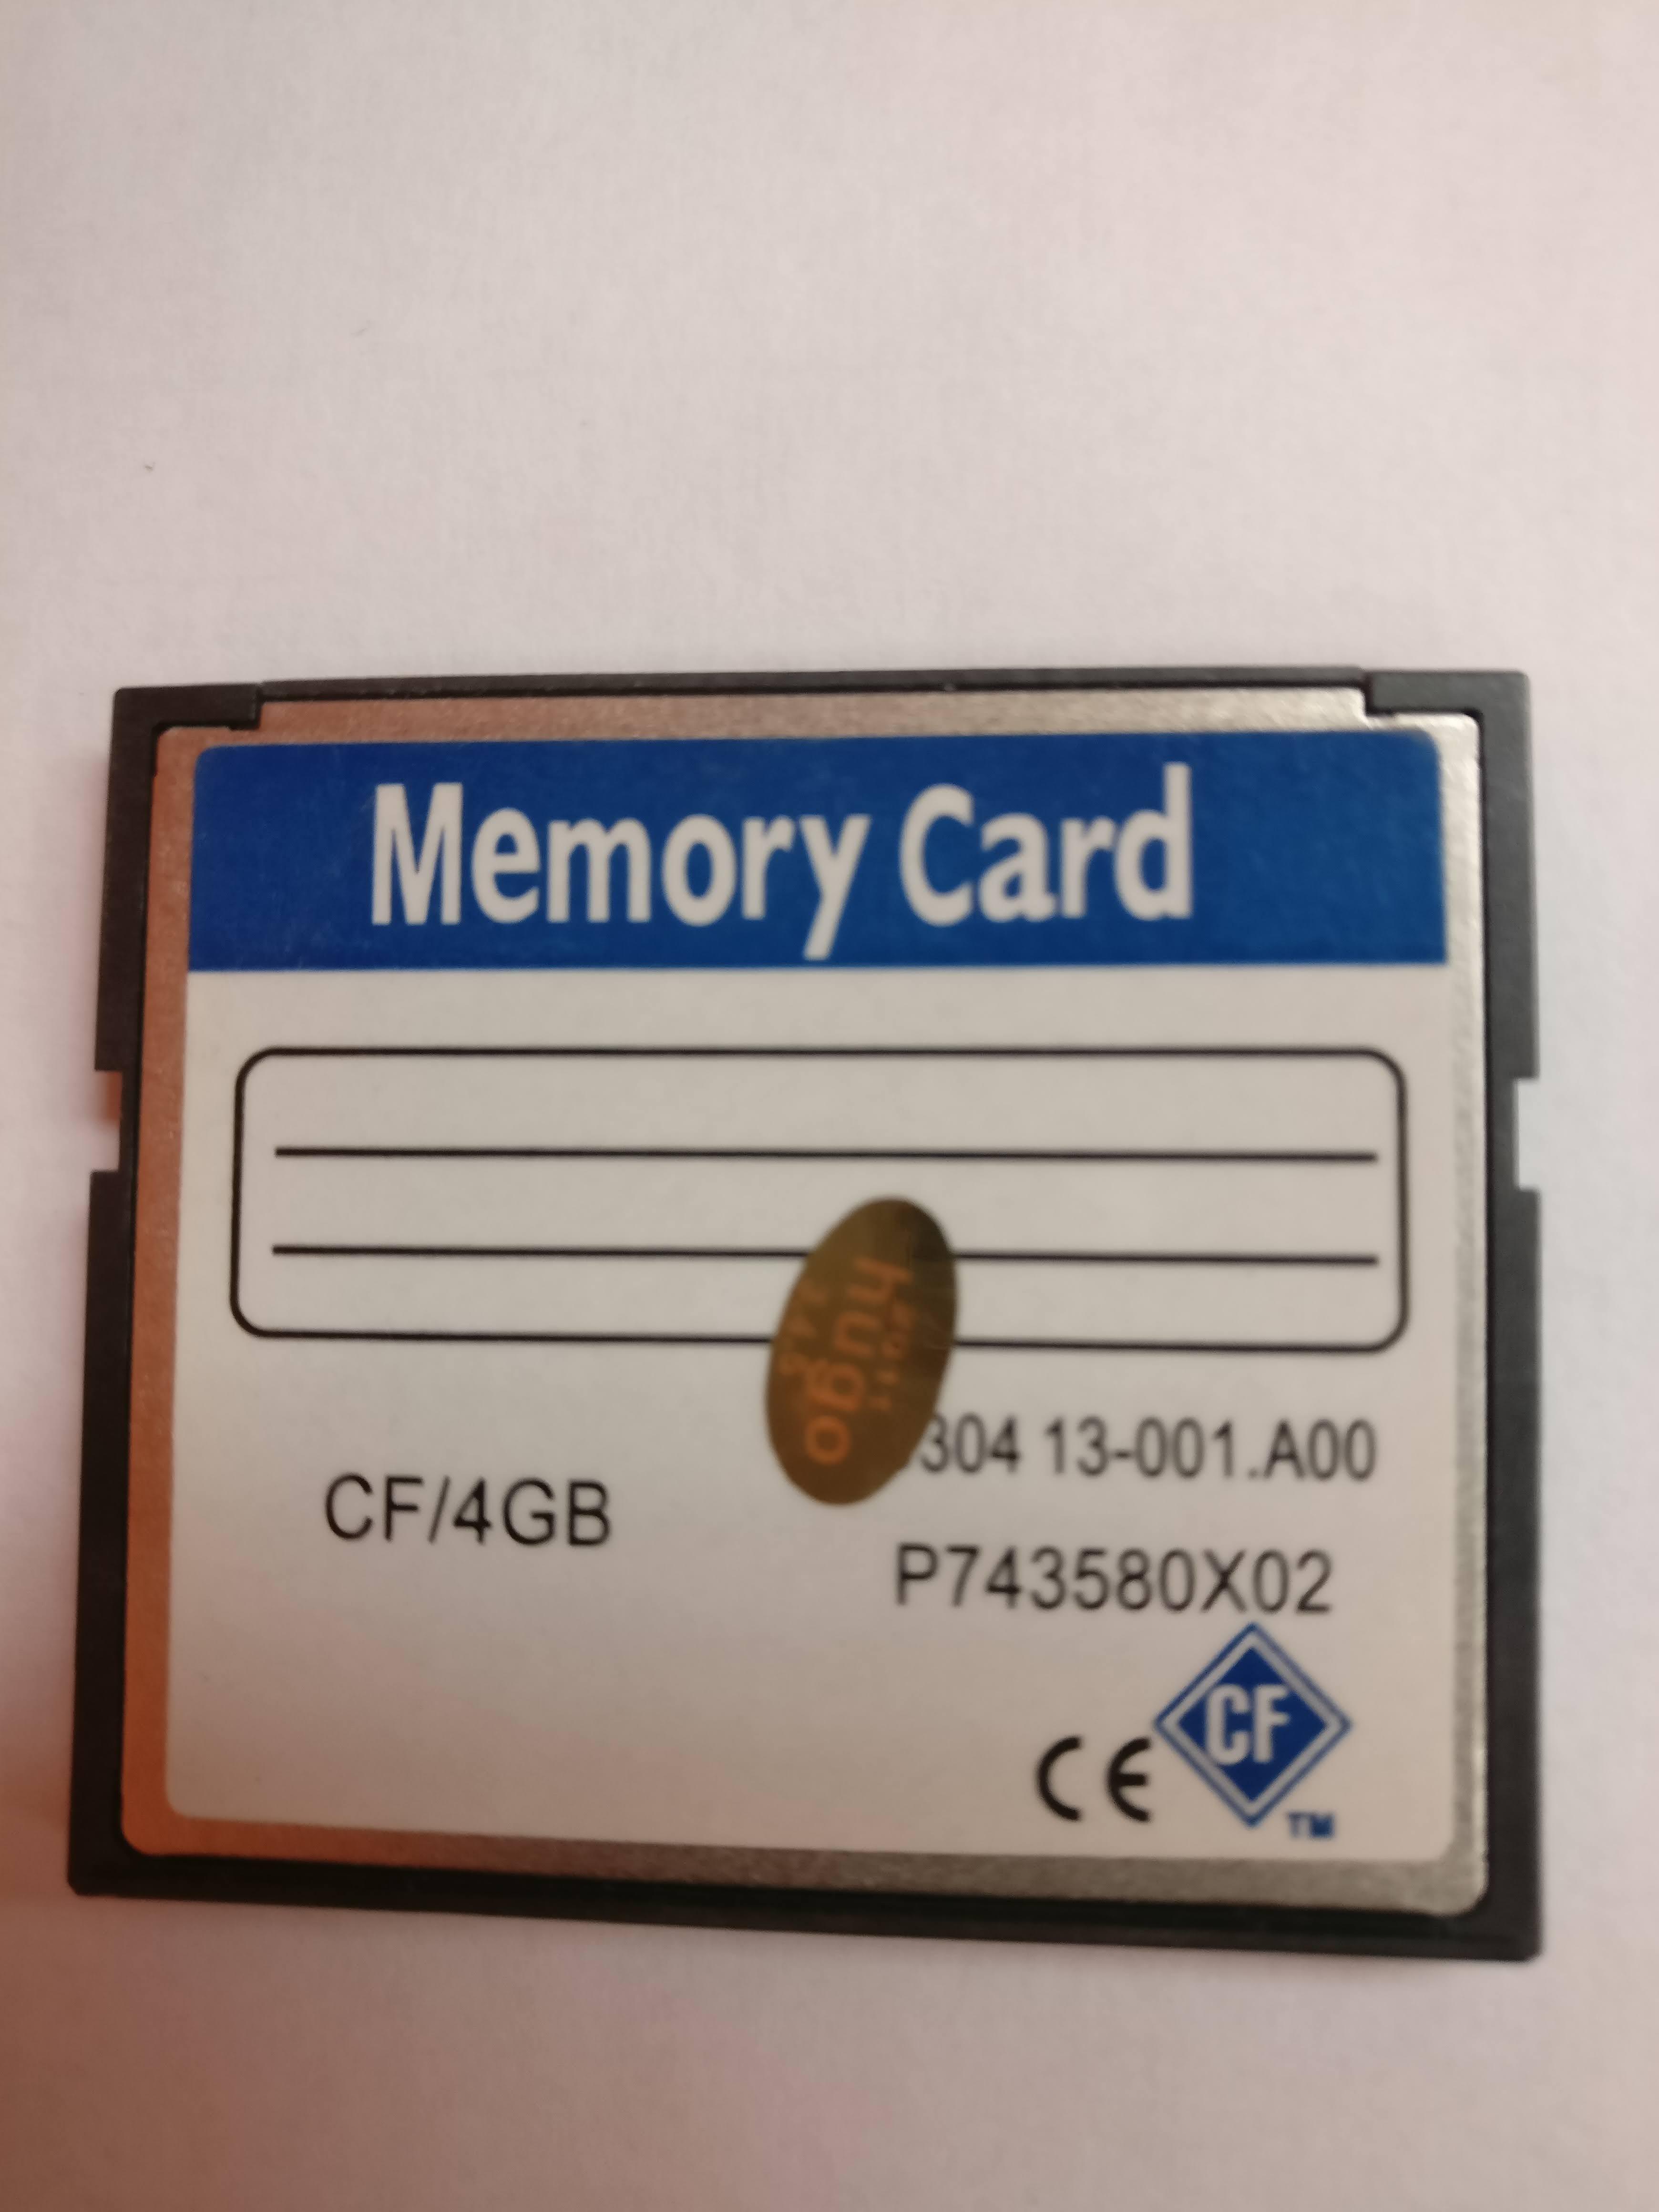 Memory Card
hugo
304 13-001.A00
CF/4GB
P743580X02
CE
CF
TM